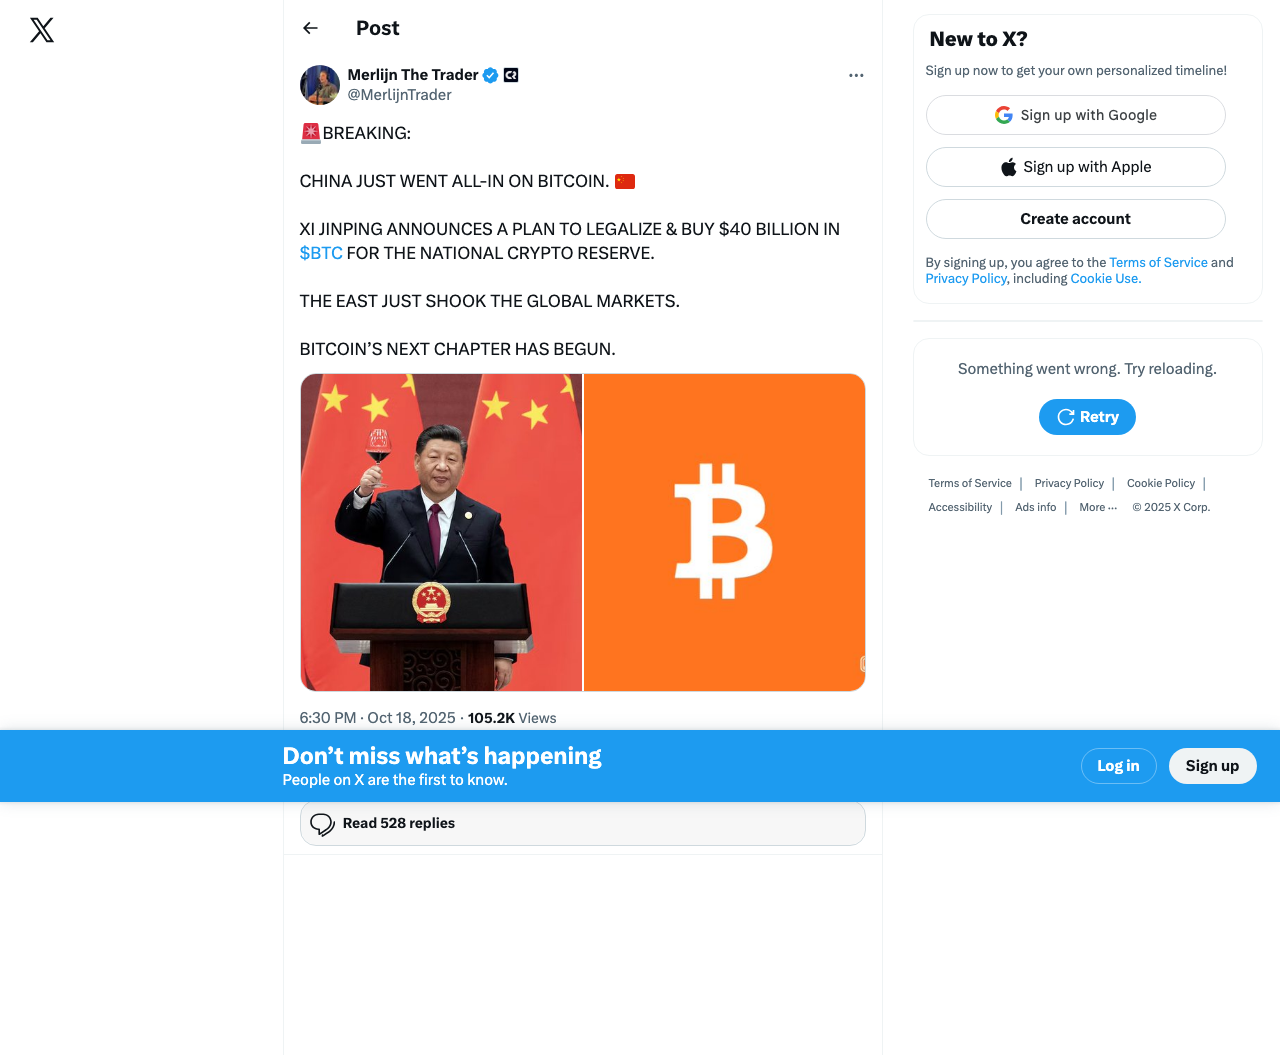 Post
Merlijn The Trader
@MerlijnTrader
🚨BREAKING:
CHINA JUST WENT ALL-IN ON BITCOIN. 🇨🇳
XI JINPING ANNOUNCES A PLAN TO LEGALIZE & BUY $40 BILLION IN
$BTC FOR THE NATIONAL CRYPTO RESERVE.
THE EAST JUST SHOOK THE GLOBAL MARKETS.
BITCOIN’S NEXT CHAPTER HAS BEGUN.
6:30 PM · Oct 18, 2025 · 105.2K Views
Read 528 replies
New to X?
Sign up now to get your own personalized timeline!
Sign up with Google
Sign up with Apple
Create account
By signing up, you agree to the Terms of Service and
Privacy Policy, including Cookie Use.
Something went wrong. Try reloading.
Retry
Terms of Service | Privacy Policy | Cookie Policy |
Accessibility | Ads info | More ··· © 2025 X Corp.
Don’t miss what’s happening
People on X are the first to know.
Log in
Sign up